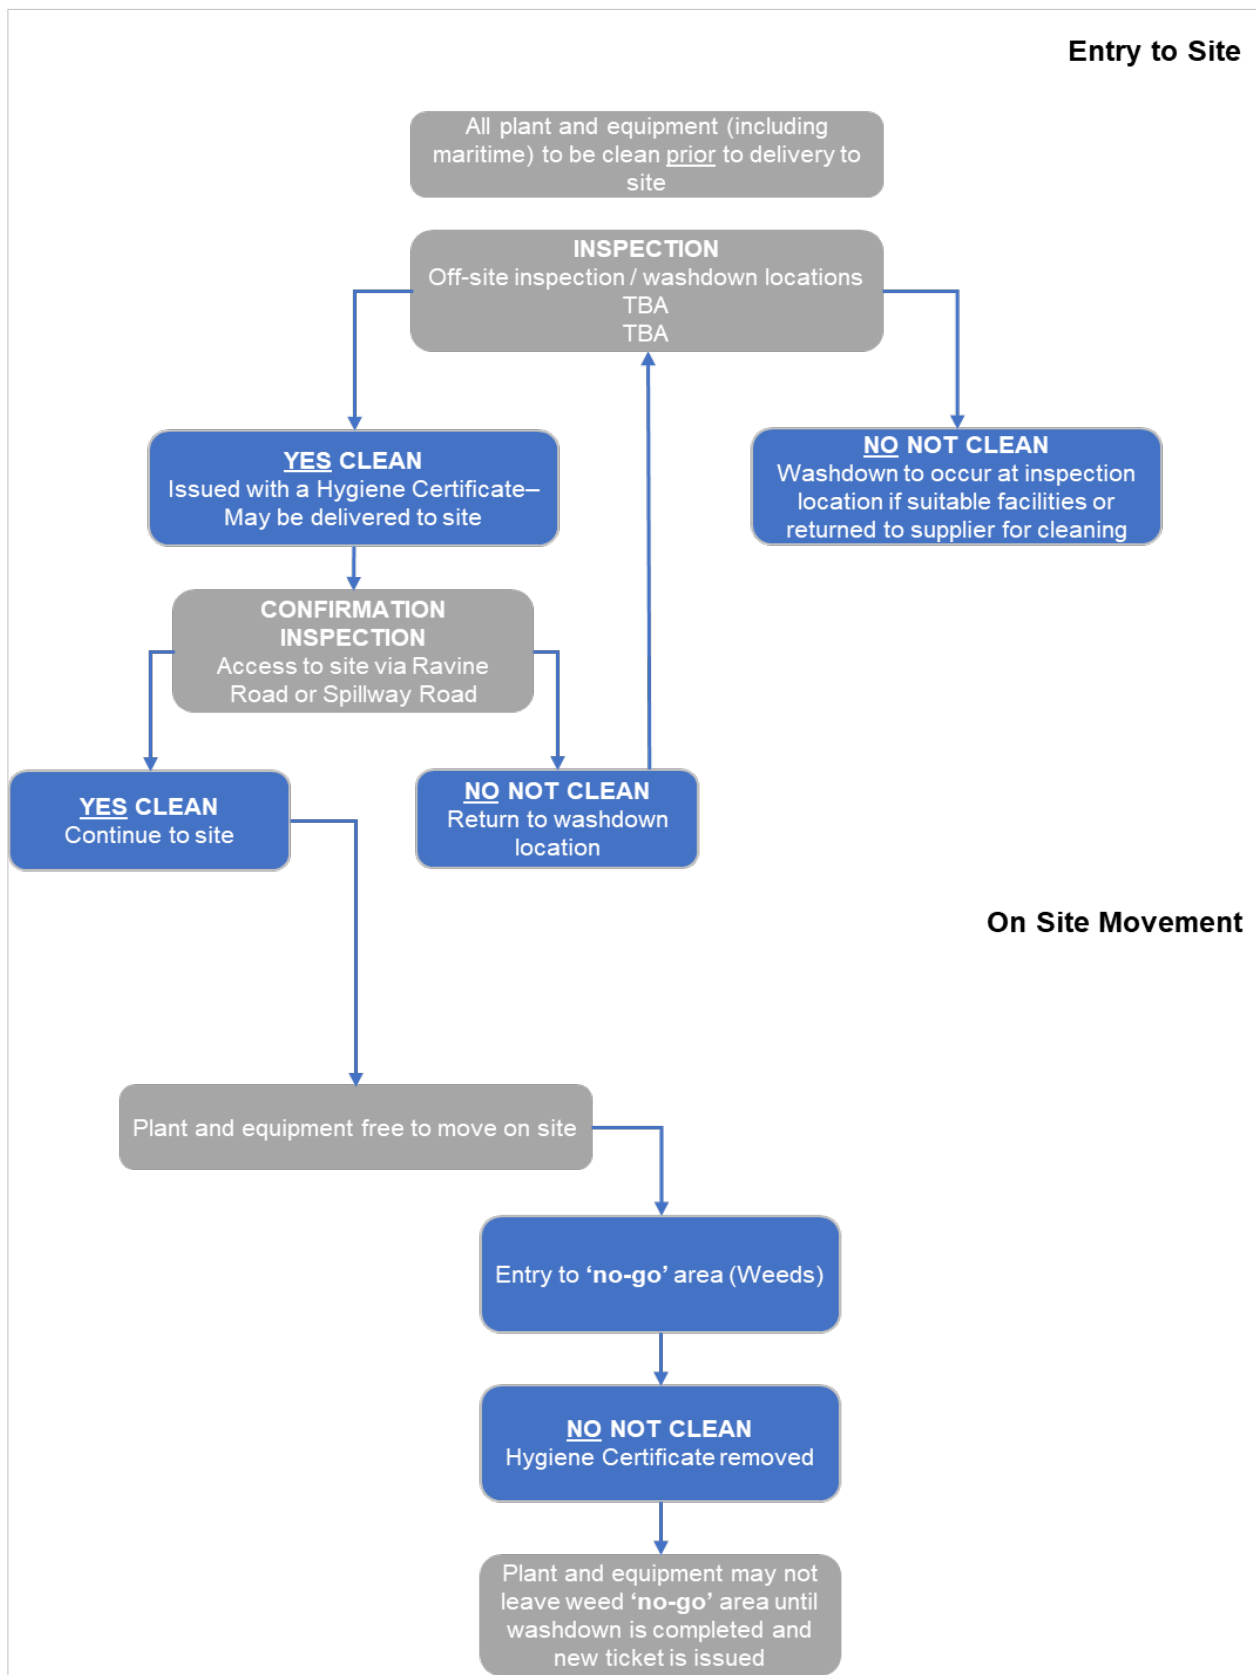 Entry to Site
All plant and equipment (including
maritime) to be clean prior to delivery to
site
INSPECTION
Off-site inspection / washdown locations
TBA
TBA
YES CLEAN
Issued with a Hygiene Certificate–
May be delivered to site
NO NOT CLEAN
Washdown to occur at inspection
location if suitable facilities or
returned to supplier for cleaning
CONFIRMATION
INSPECTION
Access to site via Ravine
Road or Spillway Road
YES CLEAN
Continue to site
NO NOT CLEAN
Return to washdown
location
On Site Movement
Plant and equipment free to move on site
Entry to ‘no-go’ area (Weeds)
NO NOT CLEAN
Hygiene Certificate removed
Plant and equipment may not
leave weed ‘no-go’ area until
washdown is completed and
new ticket is issued